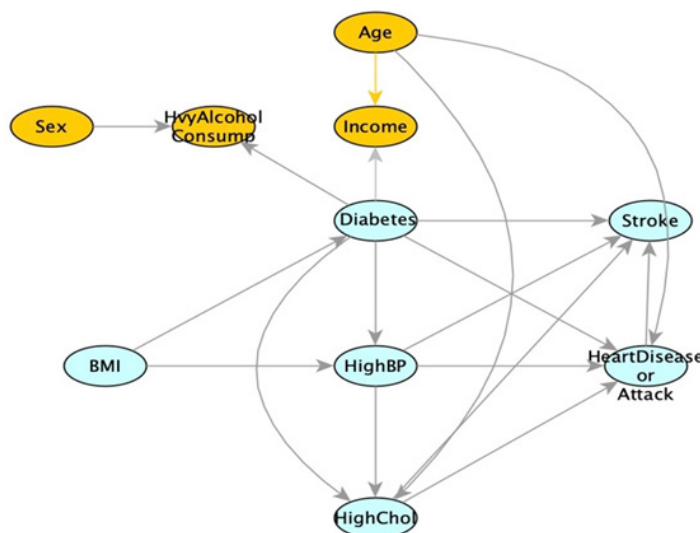 Age
Sex
HvyAlcohol
Consump
Income
Diabetes
Stroke
BMI
HighBP
HeartDisease
or
Attack
HighChol